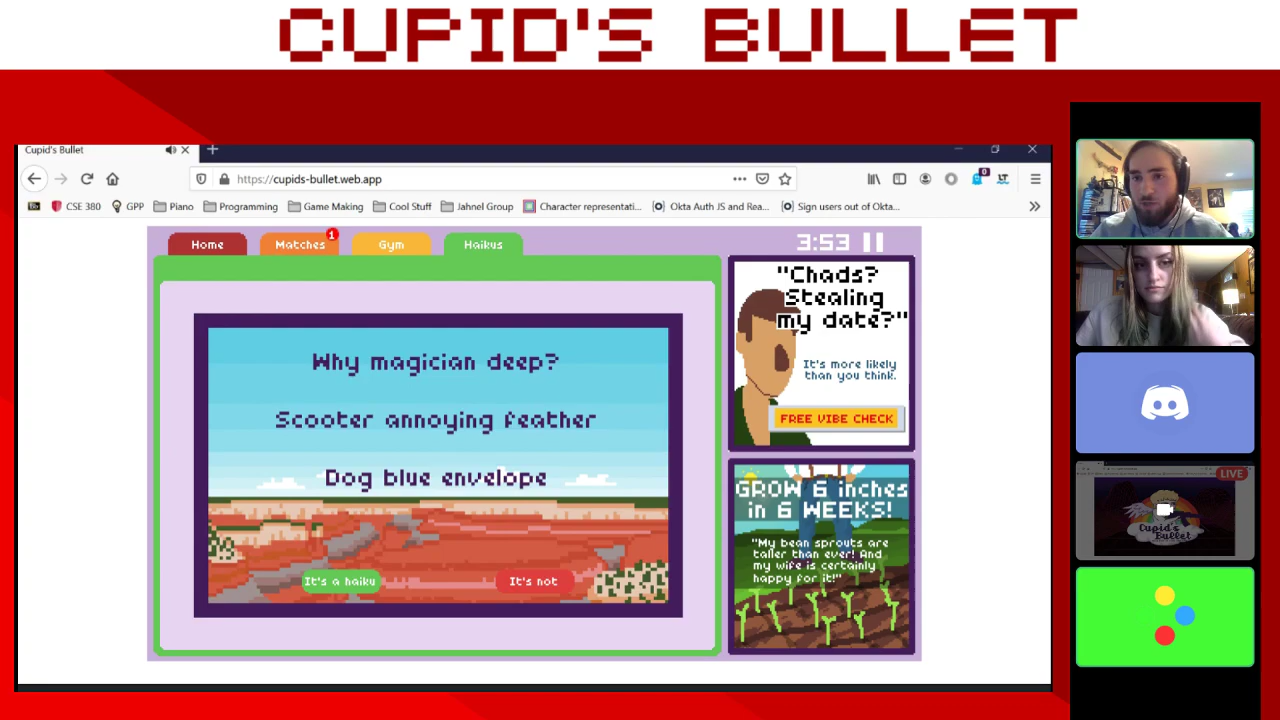 CUPID'S BULLET
Cupid's Bullet
https://cupids-bullet.web.app
0
CSE 380
GPP
Piano
Programming
Game Making
Cool Stuff
Jahnel Group
Character representati...
Okta Auth JS and Rea...
Sign users out of Okta...
Home
Matches
1
Gym
Haikus
3:53
"Chads?
Stealing
my date?"
It's more likely
than you think.
FREE VIBE CHECK
Why magician deep?
Scooter annoying feather
Dog blue envelope
It's a haiku
It's not
GROW 6 inches
in 6 WEEKS!
"My bean sprouts are
taller than ever! And
my wife is certainly
happy for it!"
LIVE
Cupid's
Bullet